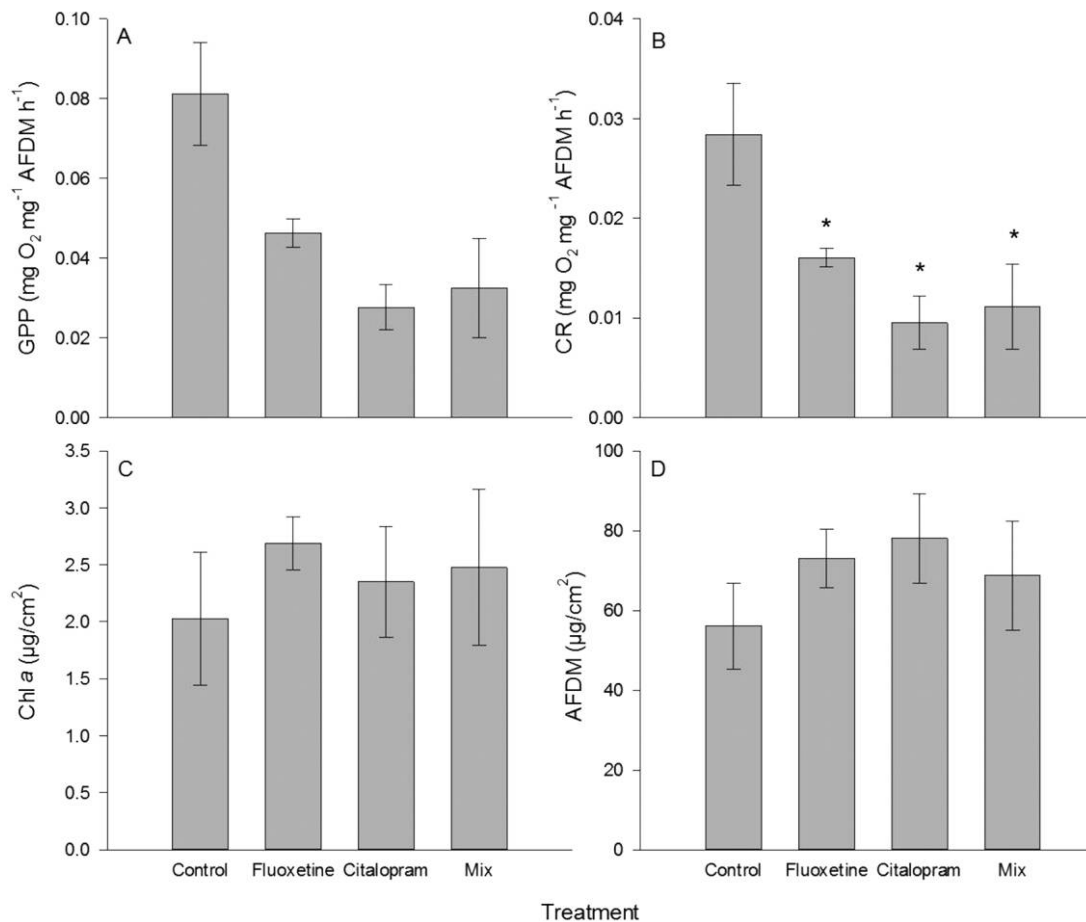 A
GPP (mg O₂ mg⁻¹ AFDM h⁻¹)
0.10
0.08
0.06
0.04
0.02
0.00
B
CR (mg O₂ mg⁻¹ AFDM h⁻¹)
0.04
0.03
0.02
0.01
0.00
*
*
*
C
Chl a (µg/cm²)
3.5
3.0
2.5
2.0
1.5
1.0
0.5
0.0
Control Fluoxetine Citalopram Mix
D
AFDM (µg/cm²)
100
80
60
40
20
0
Control Fluoxetine Citalopram Mix
Treatment